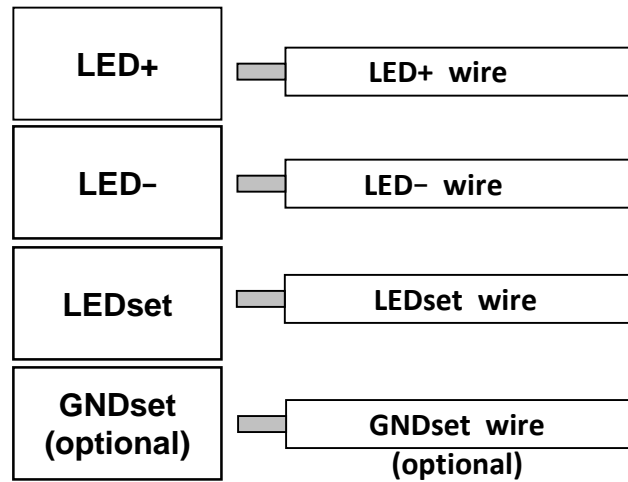 LED+
LED+ wire
LED−
LED− wire
LEDset
LEDset wire
GNDset
(optional)
GNDset wire
(optional)